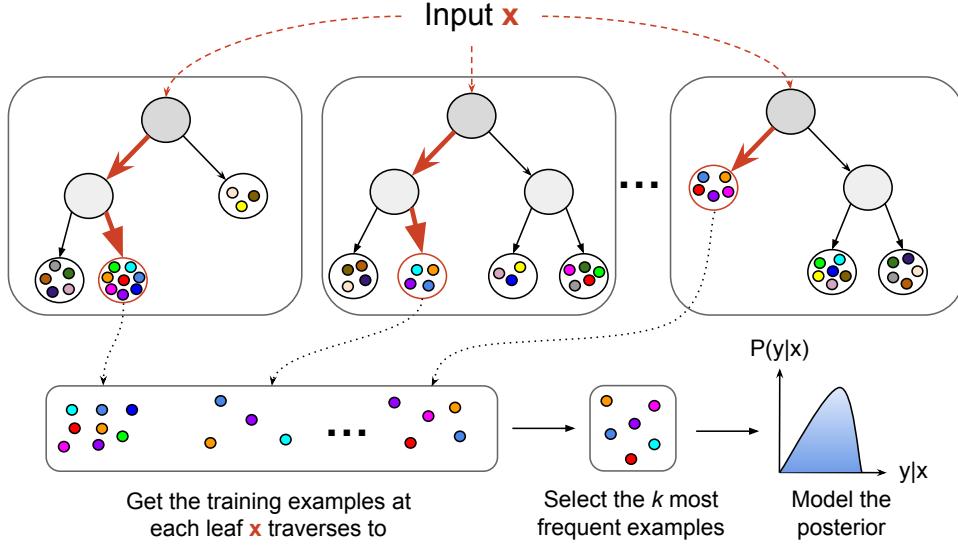 Input x
...
P(y|x)
...
y|x
Get the training examples at
each leaf x traverses to
Select the k most
frequent examples
Model the
posterior